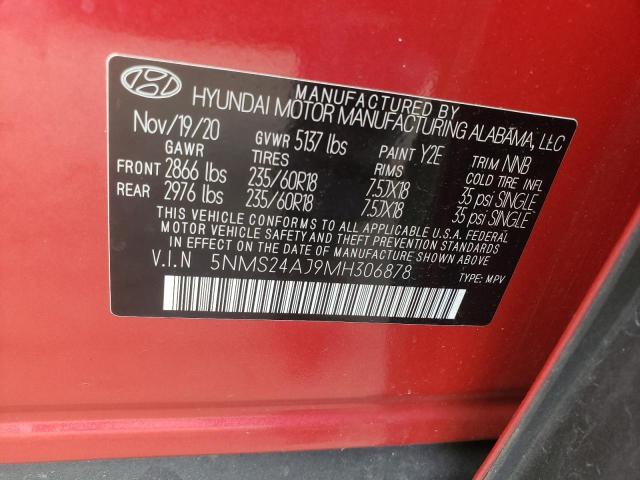 MANUFACTURED BY
HYUNDAI MOTOR MANUFACTURING ALABAMA, LLC
Nov/19/20 GVWR 5137 lbs PAINT Y2E TRIM NNB
GAWR TIRES RIMS COLD TIRE INFL
FRONT 2866 lbs 235/60R18 7.5JX18 35 psi SINGLE
REAR 2976 lbs 235/60R18 7.5JX18 35 psi SINGLE
THIS VEHICLE CONFORMS TO ALL APPLICABLE U.S.A. FEDERAL
MOTOR VEHICLE SAFETY AND THEFT PREVENTION STANDARDS
IN EFFECT ON THE DATE OF MANUFACTURE SHOWN ABOVE
V.I.N 5NMS24AJ9MH306878 TYPE: MPV